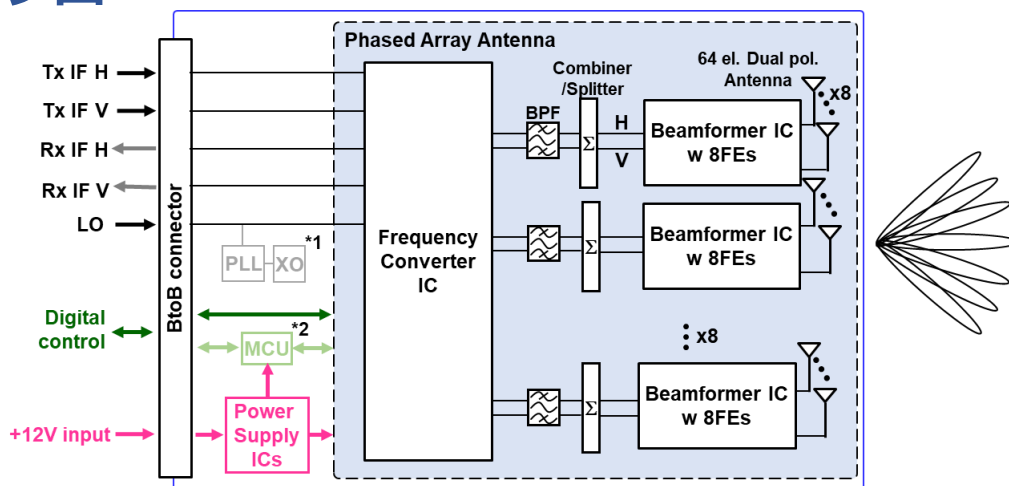 Phased Array Antenna
64 el. Dual pol.
Antenna
Combiner
/Splitter
x8
BPF
Tx IF H
Tx IF V
Rx IF H
Rx IF V
LO
BtoB connector
H
V
Σ
Beamformer IC
w 8FEs
*1
PLL
XO
Frequency
Converter
IC
Σ
Beamformer IC
w 8FEs
Digital
control
*2
MCU
x8
+12V input
Power
Supply
ICs
Σ
Beamformer IC
w 8FEs